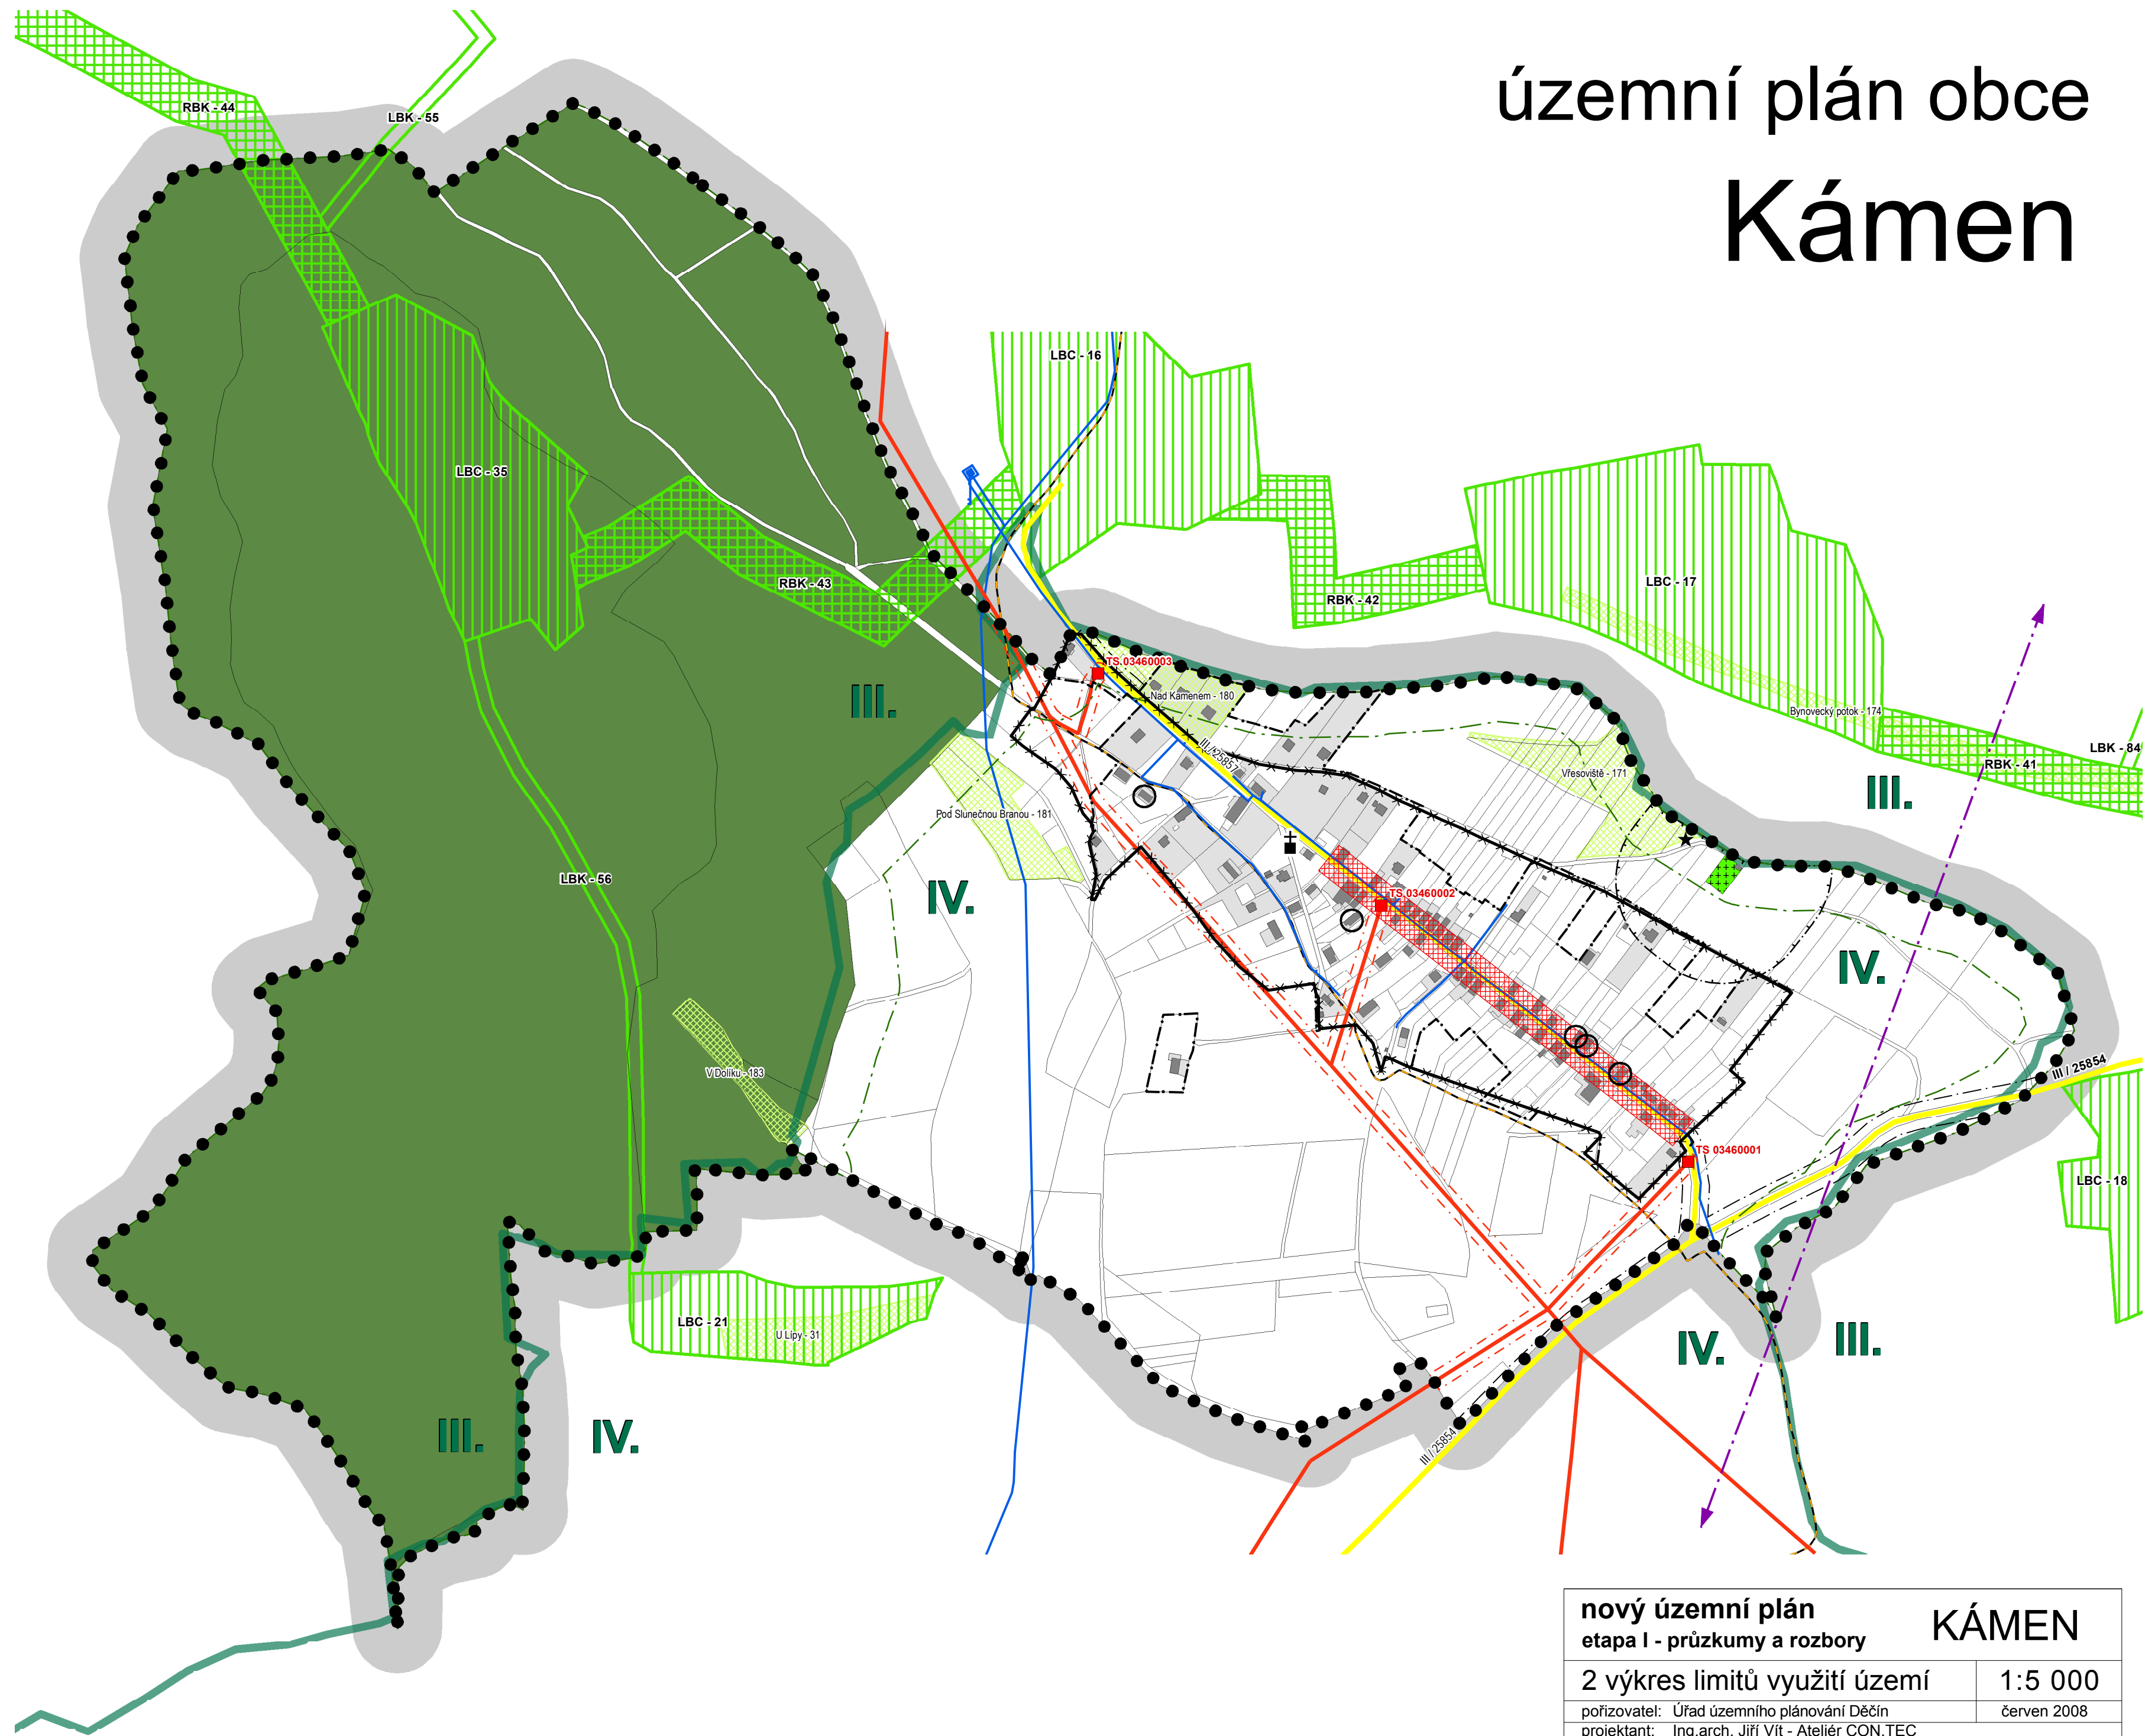 územní plán obce
Kámen
RBK - 44
LBK - 55
LBC - 16
LBC - 35
RBK - 43
RBK - 42
LBC - 17
TS 03460003
Nad Kamenem - 180
III.
Bynovecký potok - 174
LBK - 84
RBK - 41
III / 25857
Vřesoviště - 171
III.
Pod Slunečnou Branou - 181
LBK - 56
IV.
TS 03460002
IV.
V Dolíku - 183
III / 25854
TS 03460001
LBC - 18
LBC - 21
U Lípy - 31
IV.
III.
III.
IV.
III / 25854
nový územní plán
KÁMEN
etapa I - průzkumy a rozbory
2 výkres limitů využití území
1:5 000
pořizovatel: Úřad územního plánování Děčín
červen 2008
projektant: Ing.arch. Jiří Vít - Ateliér CON.TEC